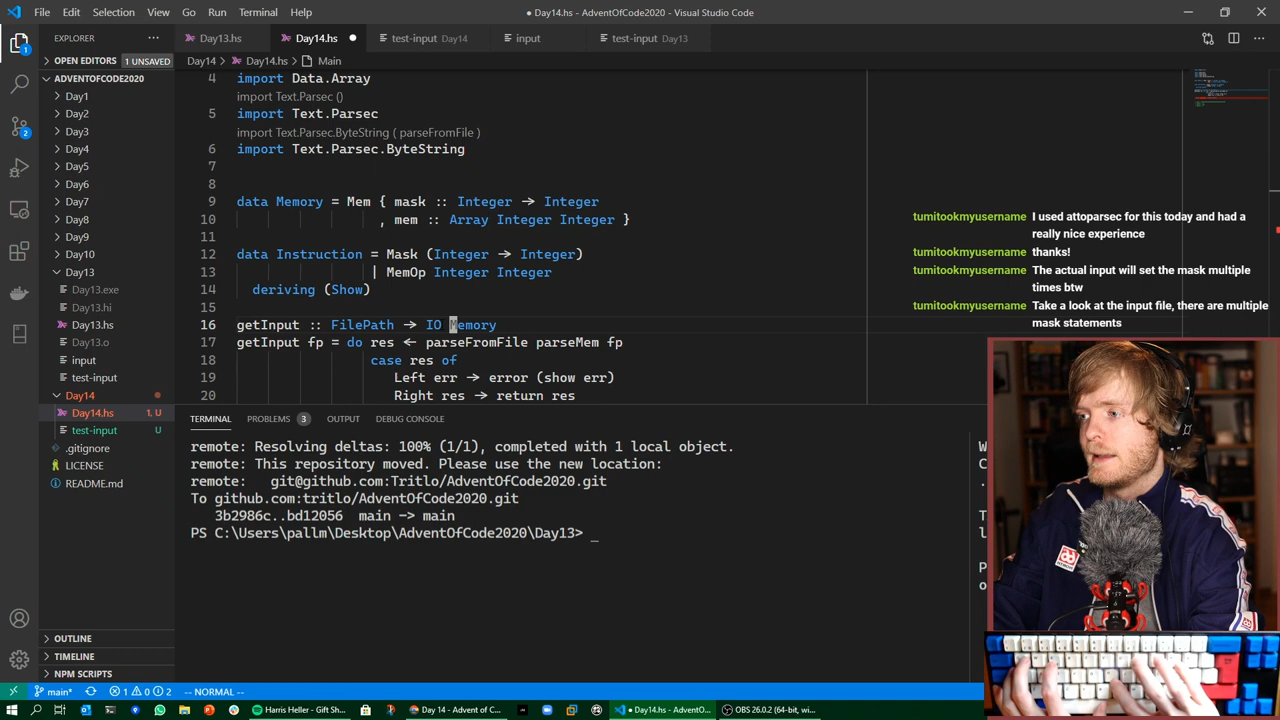 File Edit Selection View Go Run Terminal Help
● Day14.hs - AdventOfCode2020 - Visual Studio Code
EXPLORER
Day13.hs
Day14.hs ●
test-input Day14
input
test-input Day13
OPEN EDITORS 1 UNSAVED
Day14 > Day14.hs > Main
ADVENTOFCODE2020
Day1
Day2
Day3
Day4
Day5
Day6
Day7
Day8
Day9
Day10
Day13
Day13.exe
Day13.hi
Day13.hs
Day13.o
input
test-input
Day14
Day14.hs 1, U
test-input U
.gitignore
LICENSE
README.md
OUTLINE
TIMELINE
NPM SCRIPTS
4 import Data.Array
import Text.Parsec ()
5 import Text.Parsec
import Text.Parsec.ByteString ( parseFromFile )
6 import Text.Parsec.ByteString
7
8
9 data Memory = Mem { mask :: Integer → Integer
10 , mem :: Array Integer Integer }
11
12 data Instruction = Mask (Integer → Integer)
13 | MemOp Integer Integer
14 deriving (Show)
15
16 getInput :: FilePath → IO Memory
17 getInput fp = do res ← parseFromFile parseMem fp
18 case res of
19 Left err → error (show err)
20 Right res → return res
tumitookmyusername I used attoparsec for this today and had a
really nice experience
tumitookmyusername thanks!
tumitookmyusername The actual input will set the mask multiple
times btw
tumitookmyusername Take a look at the input file, there are multiple
mask statements
TERMINAL PROBLEMS 3 OUTPUT DEBUG CONSOLE
remote: Resolving deltas: 100% (1/1), completed with 1 local object.
remote: This repository moved. Please use the new location:
remote: git@github.com:Tritlo/AdventOfCode2020.git
To github.com:tritlo/AdventOfCode2020.git
3b2986c..bd12056 main -> main
PS C:\Users\pallm\Desktop\AdventOfCode2020\Day13> _
main* 1 0 2 -- NORMAL --
Harris Heller - Gift Sh...
Day 14 - Advent of C...
Day14.hs - AdventO...
OBS 26.0.2 (64-bit, w...